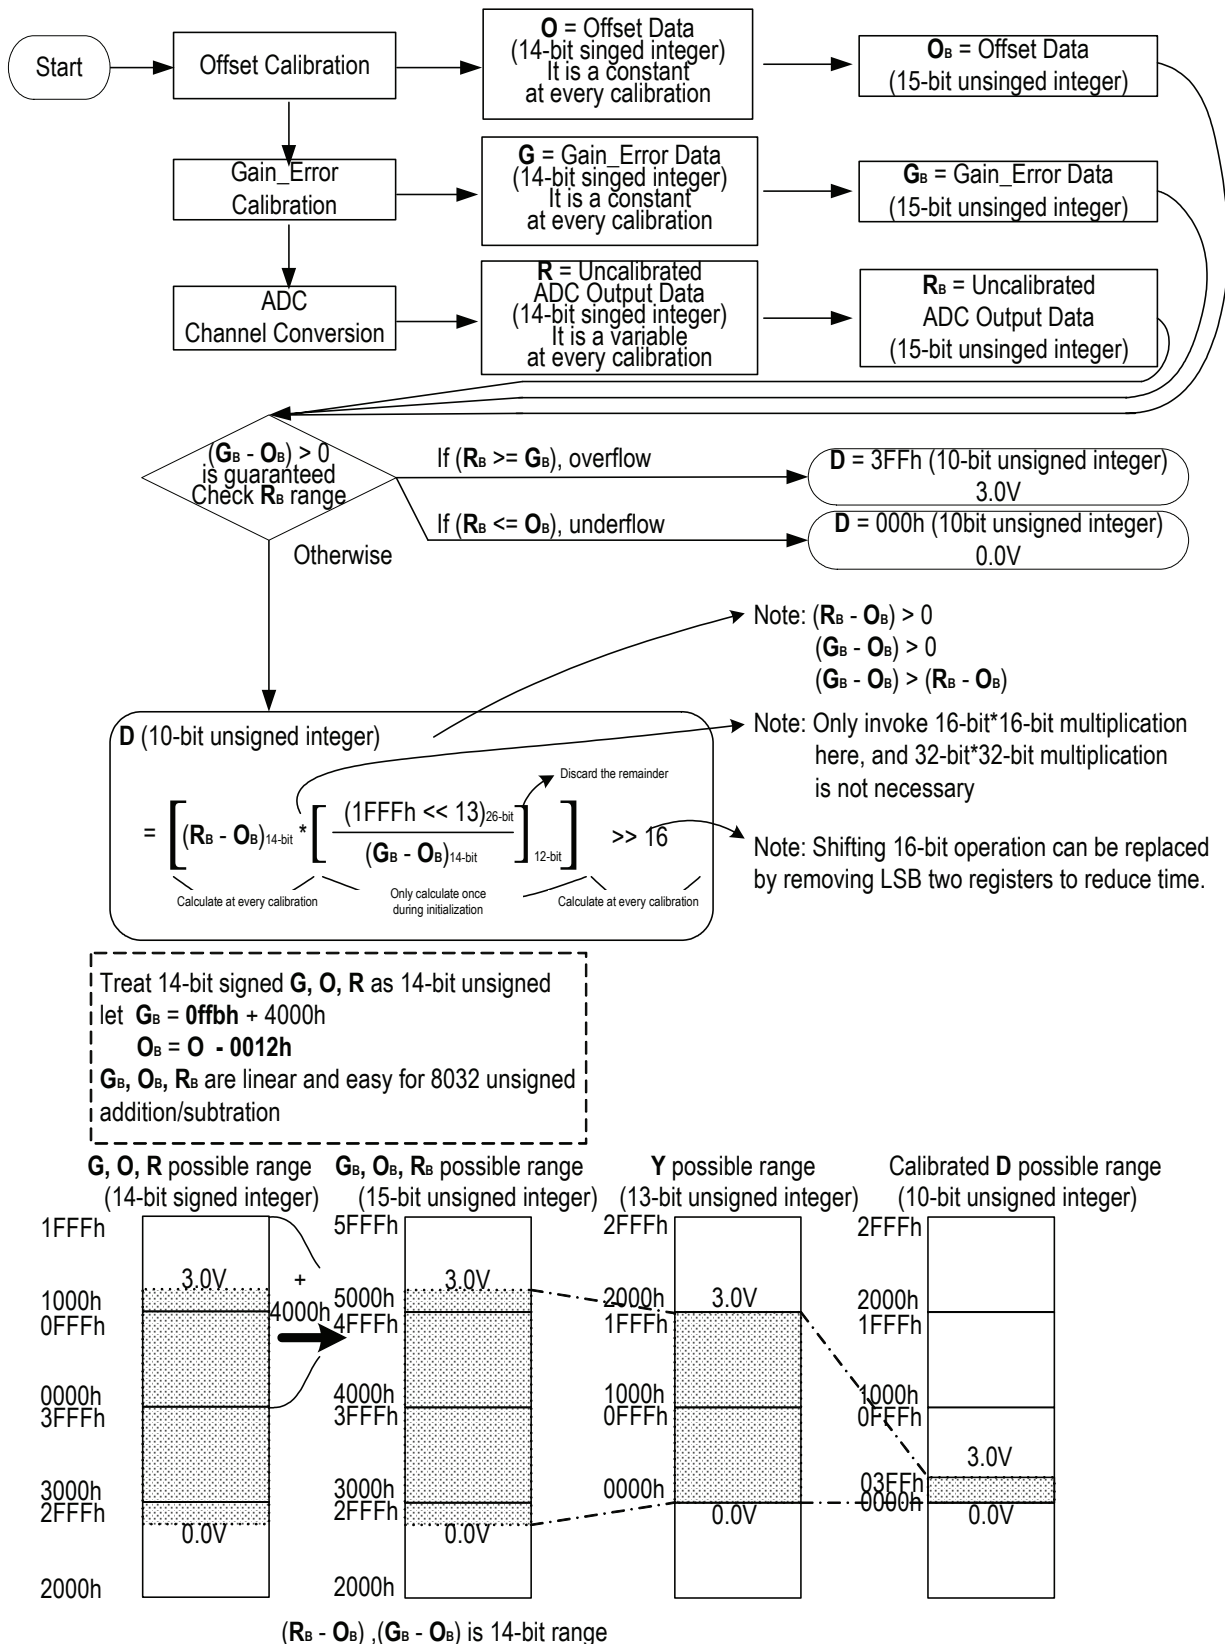 Start
Offset Calibration
O = Offset Data
(14-bit singed integer)
It is a constant
at every calibration
OB = Offset Data
(15-bit unsinged integer)
Gain_Error
Calibration
G = Gain_Error Data
(14-bit singed integer)
It is a constant
at every calibration
GB = Gain_Error Data
(15-bit unsinged integer)
ADC
Channel Conversion
R = Uncalibrated
ADC Output Data
(14-bit singed integer)
It is a variable
at every calibration
RB = Uncalibrated
ADC Output Data
(15-bit unsinged integer)
(GB - OB) > 0
is guaranteed
Check RB range
If (RB >= GB), overflow
D = 3FFh (10-bit unsigned integer)
3.0V
If (RB <= OB), underflow
D = 000h (10bit unsigned integer)
0.0V
Otherwise
Note: (RB - OB) > 0
(GB - OB) > 0
(GB - OB) > (RB - OB)
D (10-bit unsigned integer)
Note: Only invoke 16-bit*16-bit multiplication
here, and 32-bit*32-bit multiplication
is not necessary
Discard the remainder
= [(RB - OB)14-bit * [(1FFFh << 13)26-bit / (GB - OB)14-bit]12-bit] >> 16
Note: Shifting 16-bit operation can be replaced
by removing LSB two registers to reduce time.
Calculate at every calibration
Only calculate once
during initialization
Calculate at every calibration
Treat 14-bit signed G, O, R as 14-bit unsigned
let GB = 0ffbh + 4000h
OB = O - 0012h
GB, OB, RB are linear and easy for 8032 unsigned
addition/subtration
G, O, R possible range
(14-bit signed integer)
1FFFh
3.0V
1000h
0FFFh
0000h
3FFFh
3000h
2FFFh
0.0V
2000h
+
4000h
GB, OB, RB possible range
(15-bit unsigned integer)
5FFFh
3.0V
5000h
4FFFh
4000h
3FFFh
3000h
2FFFh
0.0V
2000h
Y possible range
(13-bit unsigned integer)
2FFFh
2000h
3.0V
1FFFh
1000h
0FFFh
0000h
0.0V
Calibrated D possible range
(10-bit unsigned integer)
2FFFh
2000h
1FFFh
1000h
0FFFh
3.0V
03FFh
0000h
0.0V
(RB - OB) ,(GB - OB) is 14-bit range